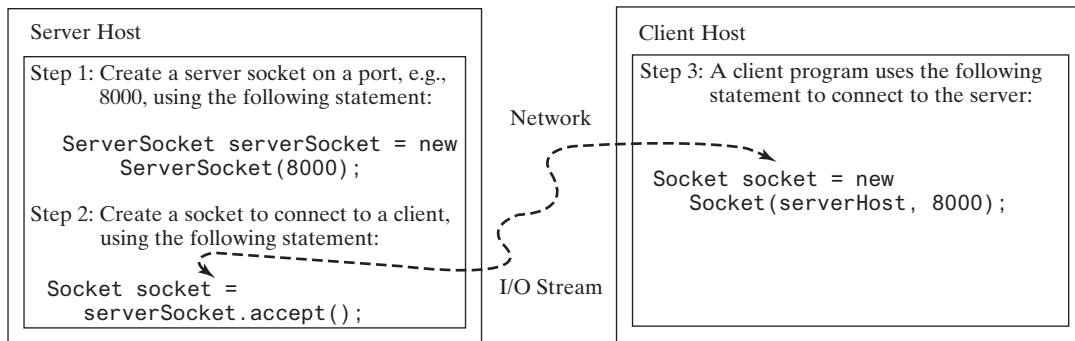 Server Host
Step 1: Create a server socket on a port, e.g.,
8000, using the following statement:
ServerSocket serverSocket = new
ServerSocket(8000);
Step 2: Create a socket to connect to a client,
using the following statement:
Socket socket =
serverSocket.accept();
Network
I/O Stream
Client Host
Step 3: A client program uses the following
statement to connect to the server:
Socket socket = new
Socket(serverHost, 8000);